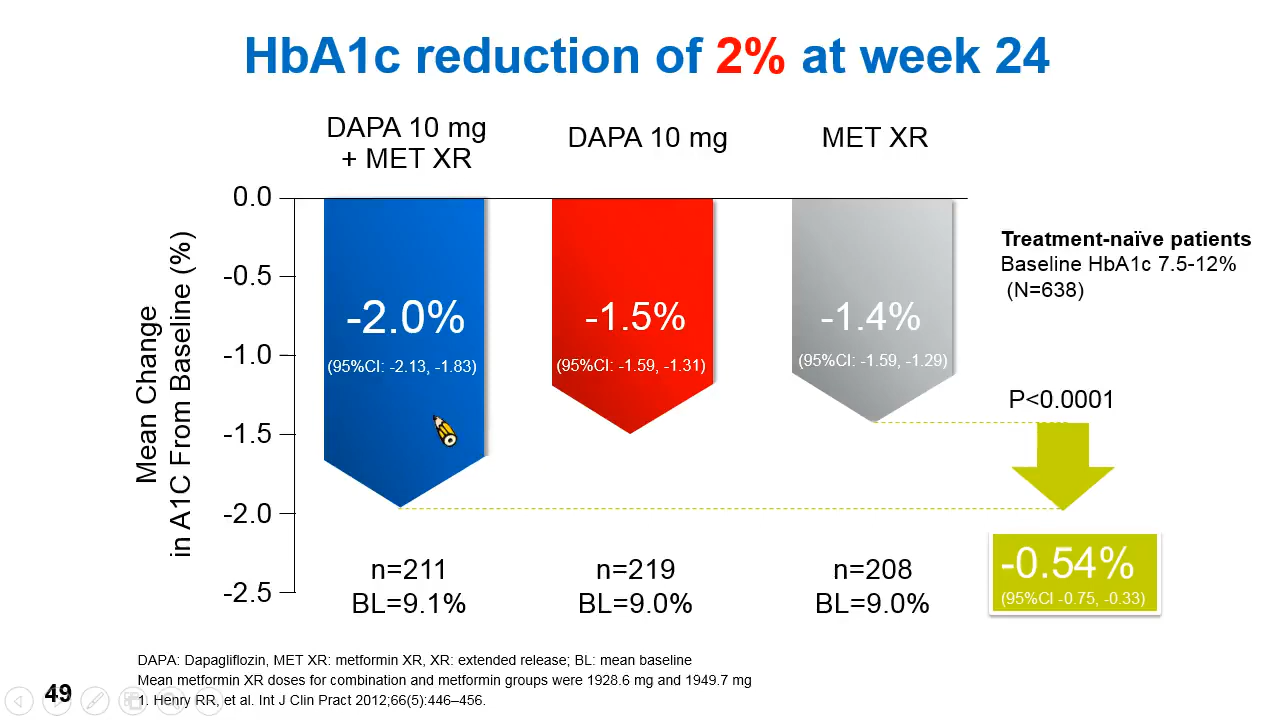 HbA1c reduction of 2% at week 24
DAPA 10 mg
+ MET XR
DAPA 10 mg
MET XR
0.0
-0.5
-1.0
-1.5
-2.0
-2.5
Mean Change
in A1C From Baseline (%)
-2.0%
(95%CI: -2.13, -1.83)
-1.5%
(95%CI: -1.59, -1.31)
-1.4%
(95%CI: -1.59, -1.29)
Treatment-naïve patients
Baseline HbA1c 7.5-12%
(N=638)
P<0.0001
-0.54%
(95%CI -0.75, -0.33)
n=211
BL=9.1%
n=219
BL=9.0%
n=208
BL=9.0%
DAPA: Dapagliflozin, MET XR: metformin XR, XR: extended release; BL: mean baseline
Mean metformin XR doses for combination and metformin groups were 1928.6 mg and 1949.7 mg
1. Henry RR, et al. Int J Clin Pract 2012;66(5):446–456.
49